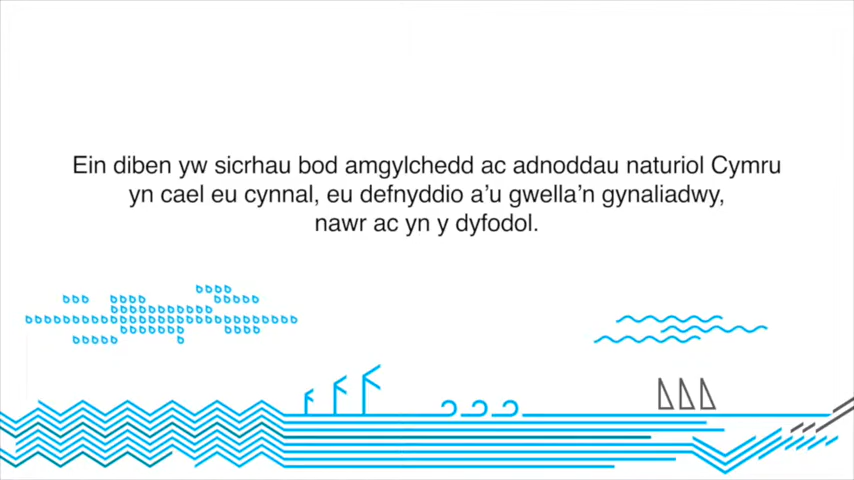 Ein diben yw sicrhau bod amgylchedd ac adnoddau naturiol Cymru
yn cael eu cynnal, eu defnyddio a’u gwella’n gynaliadwy,
nawr ac yn y dyfodol.